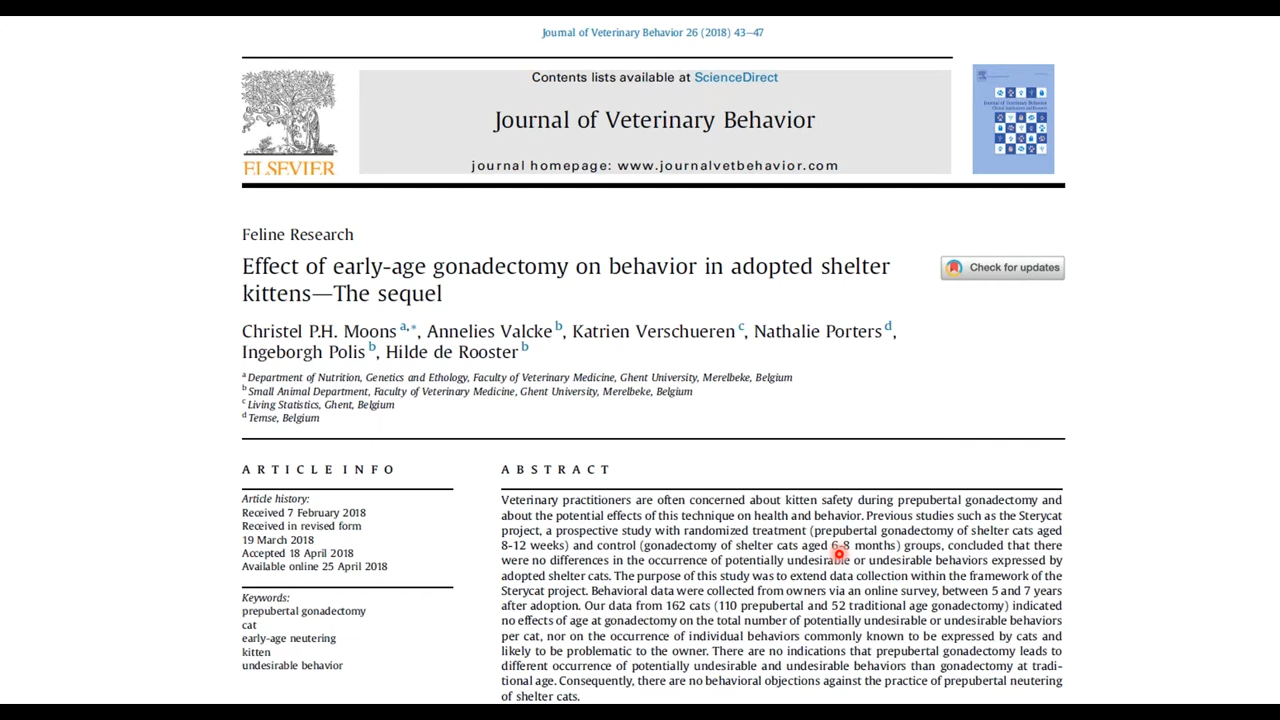 Journal of Veterinary Behavior 26 (2018) 43–47
Contents lists available at ScienceDirect
Journal of Veterinary Behavior
journal homepage: www.journalvetbehavior.com
ELSEVIER
Feline Research
Effect of early-age gonadectomy on behavior in adopted shelter
kittens—The sequel
Check for updates
Christel P.H. Moons a,*, Annelies Valcke b, Katrien Verschueren c, Nathalie Porters d,
Ingeborgh Polis b, Hilde de Rooster b
a Department of Nutrition, Genetics and Ethology, Faculty of Veterinary Medicine, Ghent University, Merelbeke, Belgium
b Small Animal Department, Faculty of Veterinary Medicine, Ghent University, Merelbeke, Belgium
c Living Statistics, Ghent, Belgium
d Temse, Belgium
ARTICLE INFO
Article history:
Received 7 February 2018
Received in revised form
19 March 2018
Accepted 18 April 2018
Available online 25 April 2018
Keywords:
prepubertal gonadectomy
cat
early-age neutering
kitten
undesirable behavior
ABSTRACT
Veterinary practitioners are often concerned about kitten safety during prepubertal gonadectomy and
about the potential effects of this technique on health and behavior. Previous studies such as the Sterycat
project, a prospective study with randomized treatment (prepubertal gonadectomy of shelter cats aged
8-12 weeks) and control (gonadectomy of shelter cats aged 6-8 months) groups, concluded that there
were no differences in the occurrence of potentially undesirable or undesirable behaviors expressed by
adopted shelter cats. The purpose of this study was to extend data collection within the framework of the
Sterycat project. Behavioral data were collected from owners via an online survey, between 5 and 7 years
after adoption. Our data from 162 cats (110 prepubertal and 52 traditional age gonadectomy) indicated
no effects of age at gonadectomy on the total number of potentially undesirable or undesirable behaviors
per cat, nor on the occurrence of individual behaviors commonly known to be expressed by cats and
likely to be problematic to the owner. There are no indications that prepubertal gonadectomy leads to
different occurrence of potentially undesirable and undesirable behaviors than gonadectomy at tradi-
tional age. Consequently, there are no behavioral objections against the practice of prepubertal neutering
of shelter cats.